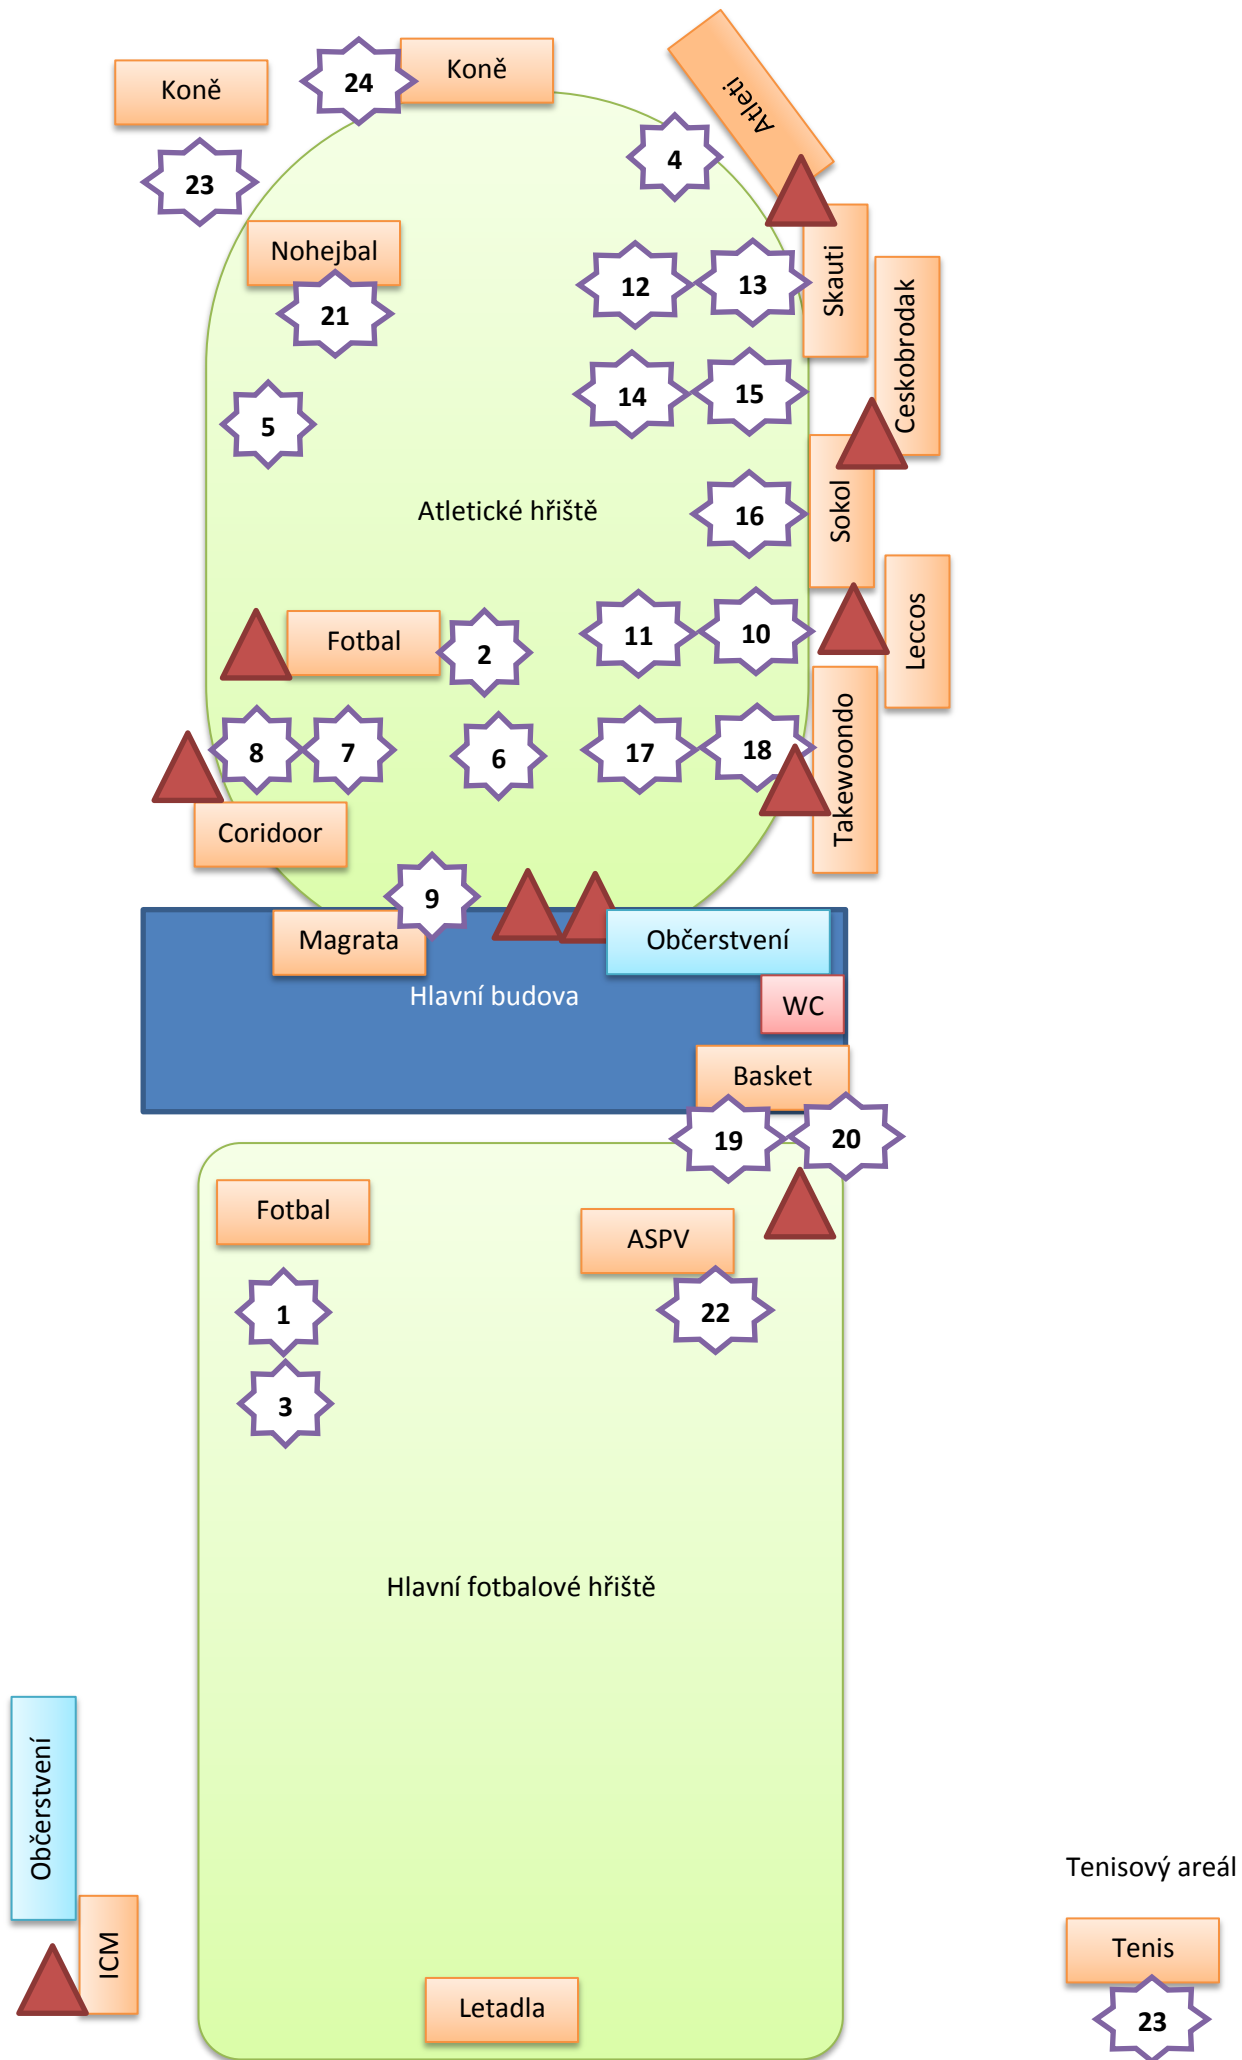 Koně
24
Koně
Atleti
4
23
Nohejbal
21
12
13
Skauti
Ceskobrodak
5
14
15
Atletické hřiště
16
Sokol
Fotbal
2
11
10
Leccos
8
7
6
17
18
Takewoondo
Coridoor
9
Magrata
Občerstvení
Hlavní budova
WC
Basket
19
20
Fotbal
ASPV
1
22
3
Hlavní fotbalové hřiště
Občerstvení
ICM
Letadla
Tenisový areál
Tenis
23